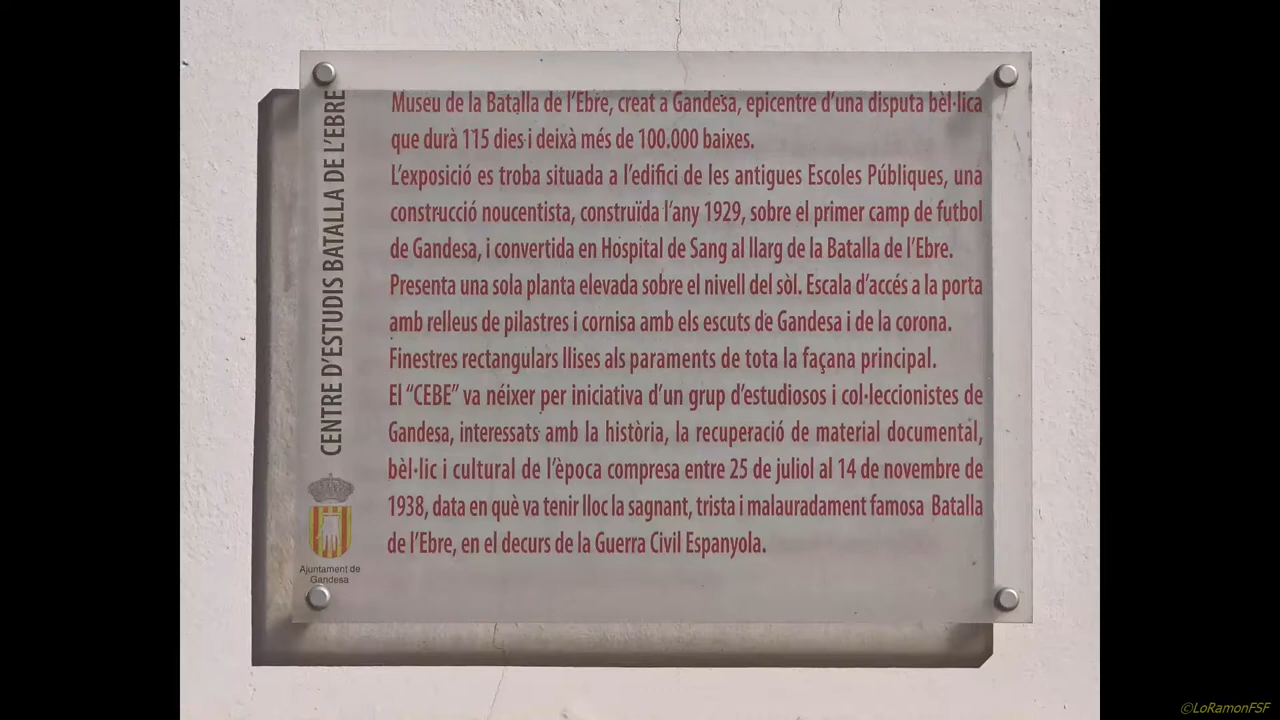 CENTRE D'ESTUDIS BATALLA DE L'EBRE
Museu de la Batalla de l'Ebre, creat a Gandesa, epicentre d'una disputa bèl·lica
que durà 115 dies i deixà més de 100.000 baixes.
L'exposició es troba situada a l'edifici de les antigues Escoles Públiques, una
construcció noucentista, construïda l'any 1929, sobre el primer camp de futbol
de Gandesa, i convertida en Hospital de Sang al llarg de la Batalla de l'Ebre.
Presenta una sola planta elevada sobre el nivell del sòl. Escala d'accés a la porta
amb relleus de pilastres i cornisa amb els escuts de Gandesa i de la corona.
Finestres rectangulars llises als paraments de tota la façana principal.
El “CEBE” va néixer per iniciativa d'un grup d'estudiosos i col·leccionistes de
Gandesa, interessats amb la història, la recuperació de material documental,
bèl·lic i cultural de l'època compresa entre 25 de juliol al 14 de novembre de
1938, data en què va tenir lloc la sagnant, trista i malauradament famosa Batalla
de l'Ebre, en el decurs de la Guerra Civil Espanyola.
Ajuntament de
Gandesa
©LoRamonFSF